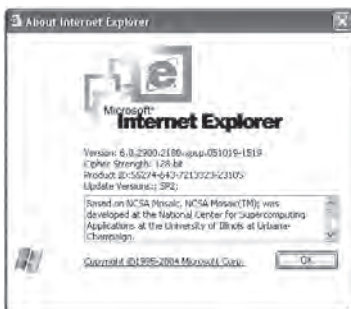 About Internet Explorer
Microsoft®
Internet Explorer
Version: 6.0.2900.2180.xpsp.051019-1519
Cipher Strength: 128-bit
Product ID:55274-643-7213323-23105
Update Versions:; SP2;
Based on NCSA Mosaic. NCSA Mosaic(TM); was
developed at the National Center for Supercomputing
Applications at the University of Illinois at Urbana-
Champaign.
Copyright ©1995-2004 Microsoft Corp.
OK